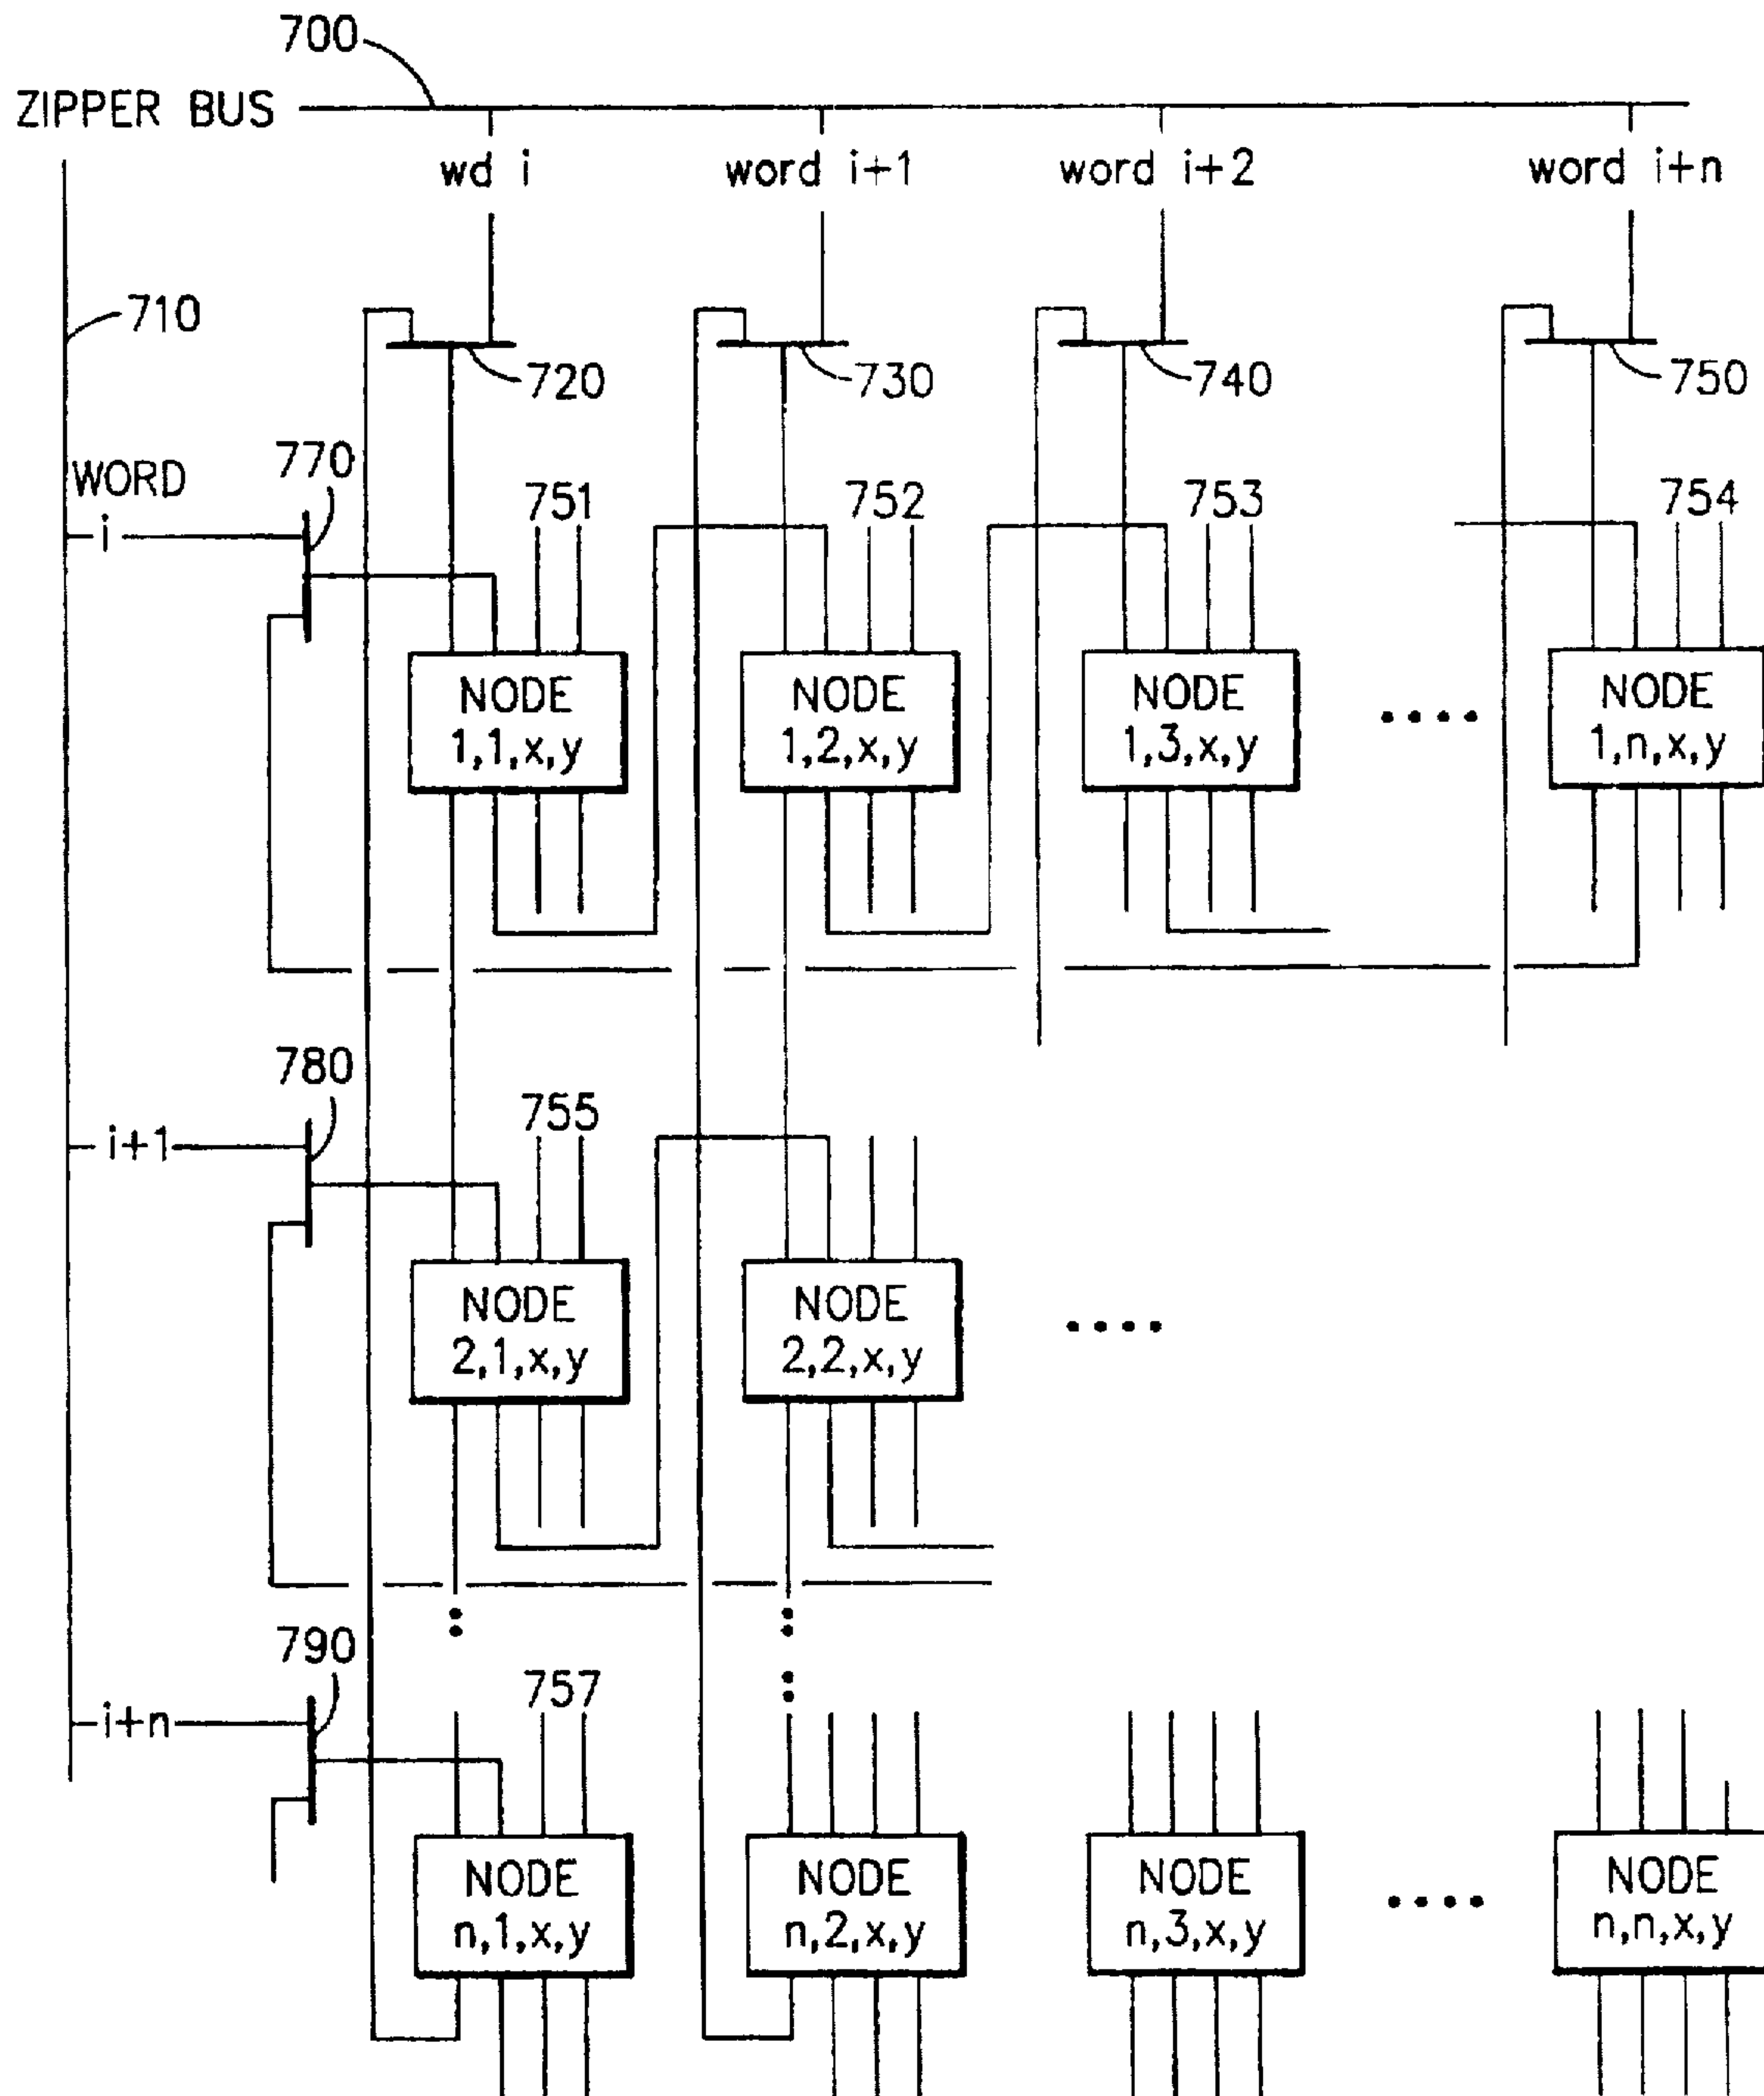 700
ZIPPER BUS
wd i
word i+1
word i+2
word i+n
710
720
730
740
750
770
WORD
i
751
752
753
754
NODE
1,1,x,y
NODE
1,2,x,y
NODE
1,3,x,y
....
NODE
1,n,x,y
780
i+1
755
NODE
2,1,x,y
NODE
2,2,x,y
....
790
i+n
757
NODE
n,1,x,y
NODE
n,2,x,y
NODE
n,3,x,y
....
NODE
n,n,x,y